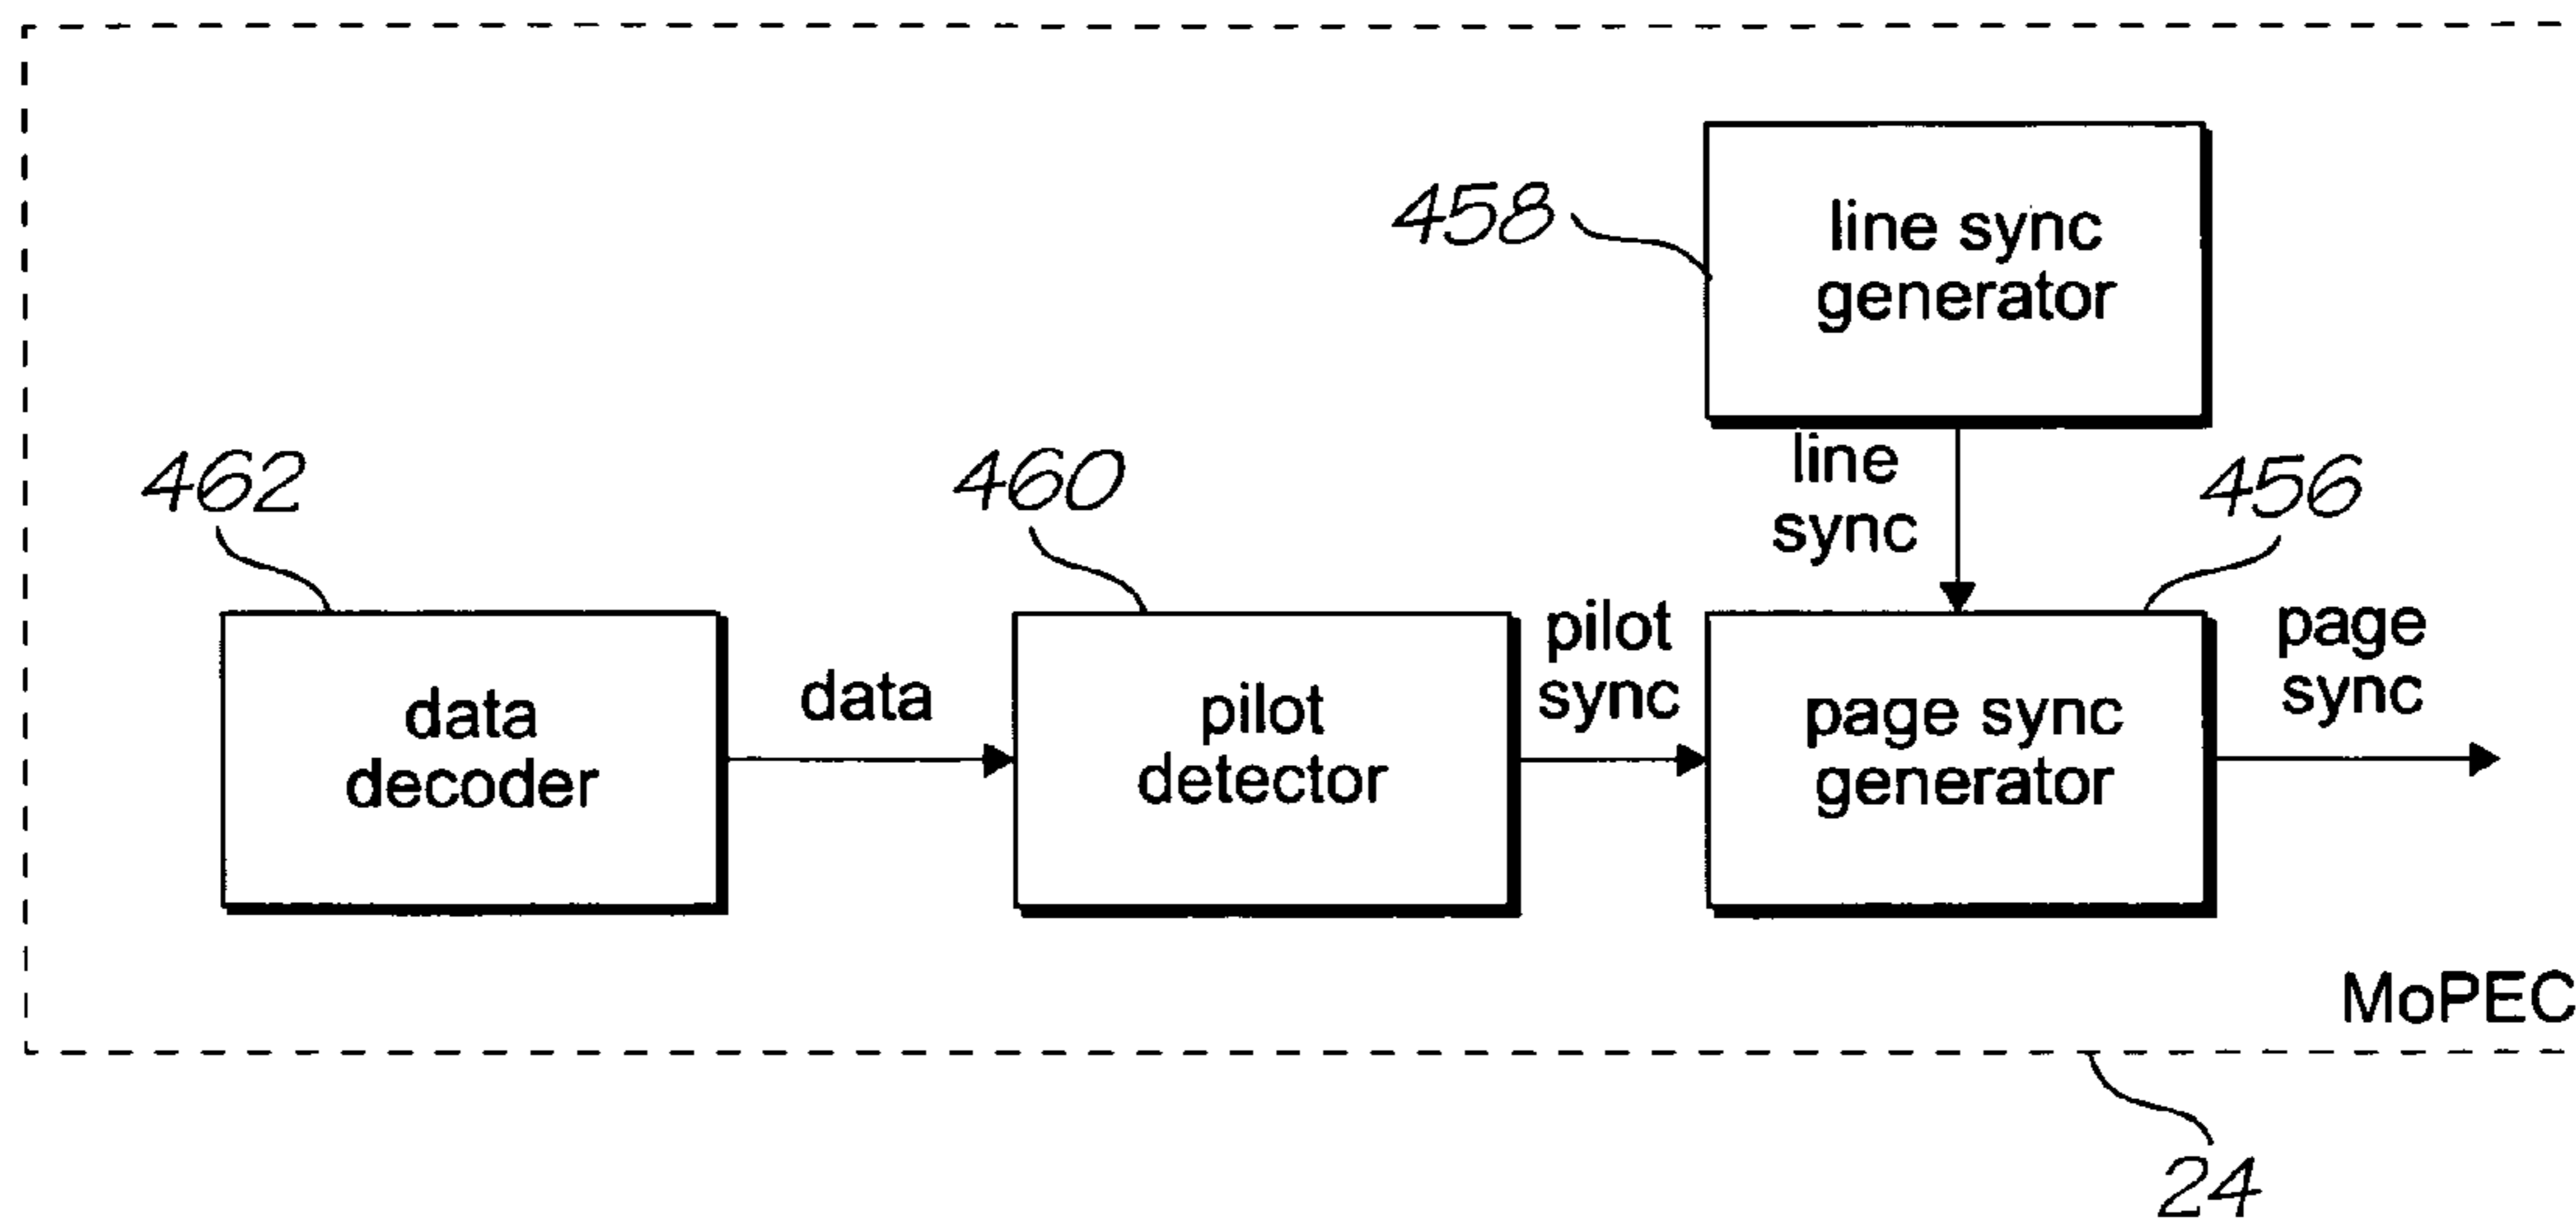 458
line sync
generator
line
sync
462
460
456
data
decoder
data
pilot
detector
pilot
sync
page sync
generator
page
sync
MoPEC
24